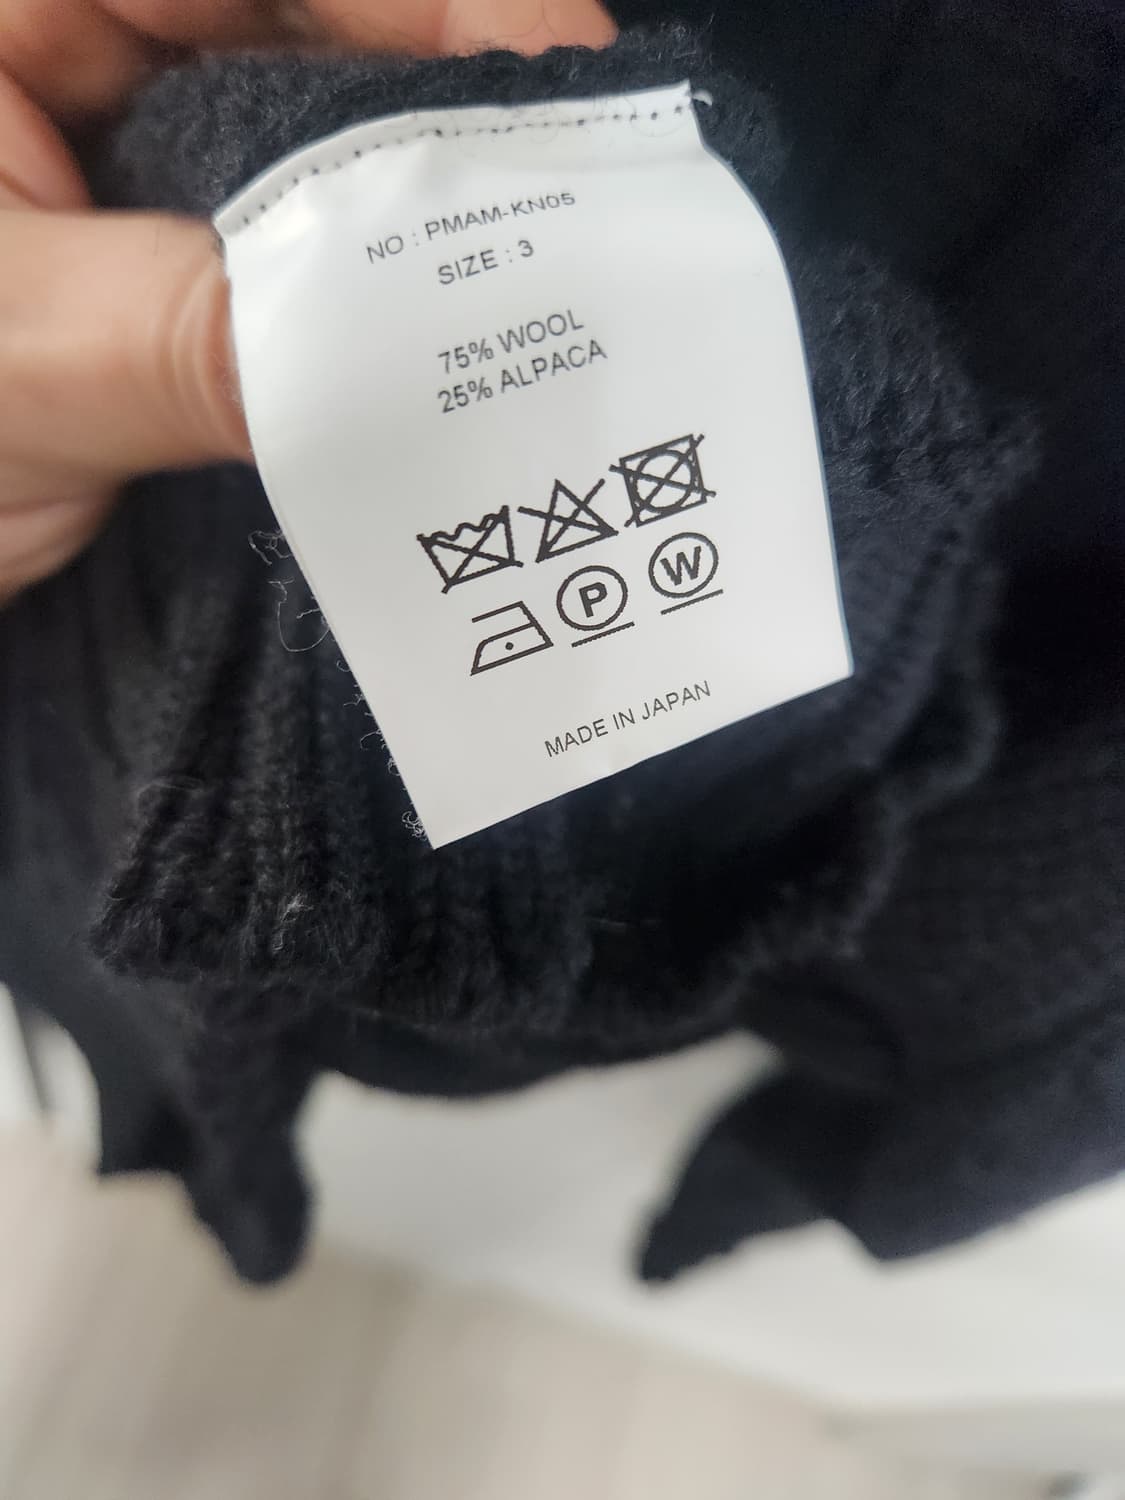 NO : PMAM-KN05
SIZE : 3
75% WOOL
25% ALPACA
P W
MADE IN JAPAN